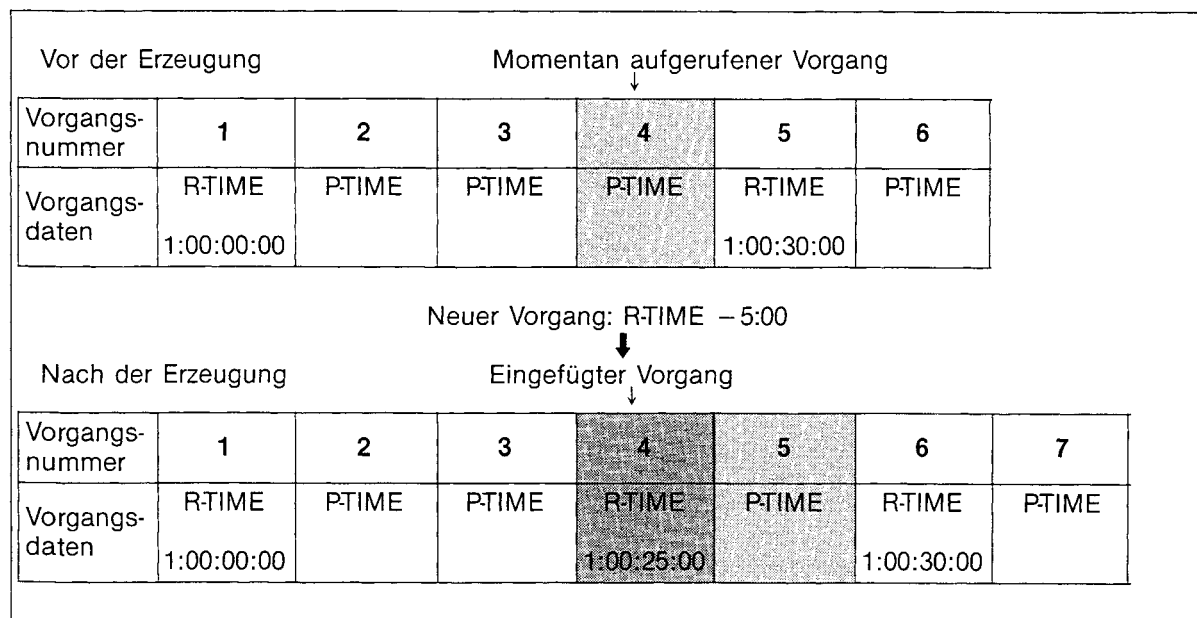 Vor der Erzeugung Momentan aufgerufener Vorgang
↓
Vorgangs-
nummer 1 2 3 4 5 6
Vorgangs-
daten R-TIME P-TIME P-TIME P-TIME R-TIME P-TIME
1:00:00:00 1:00:30:00
Neuer Vorgang: R-TIME – 5:00
Nach der Erzeugung Eingefügter Vorgang
↓
Vorgangs-
nummer 1 2 3 4 5 6 7
Vorgangs-
daten R-TIME P-TIME P-TIME R-TIME P-TIME R-TIME P-TIME
1:00:00:00 1:00:25:00 1:00:30:00